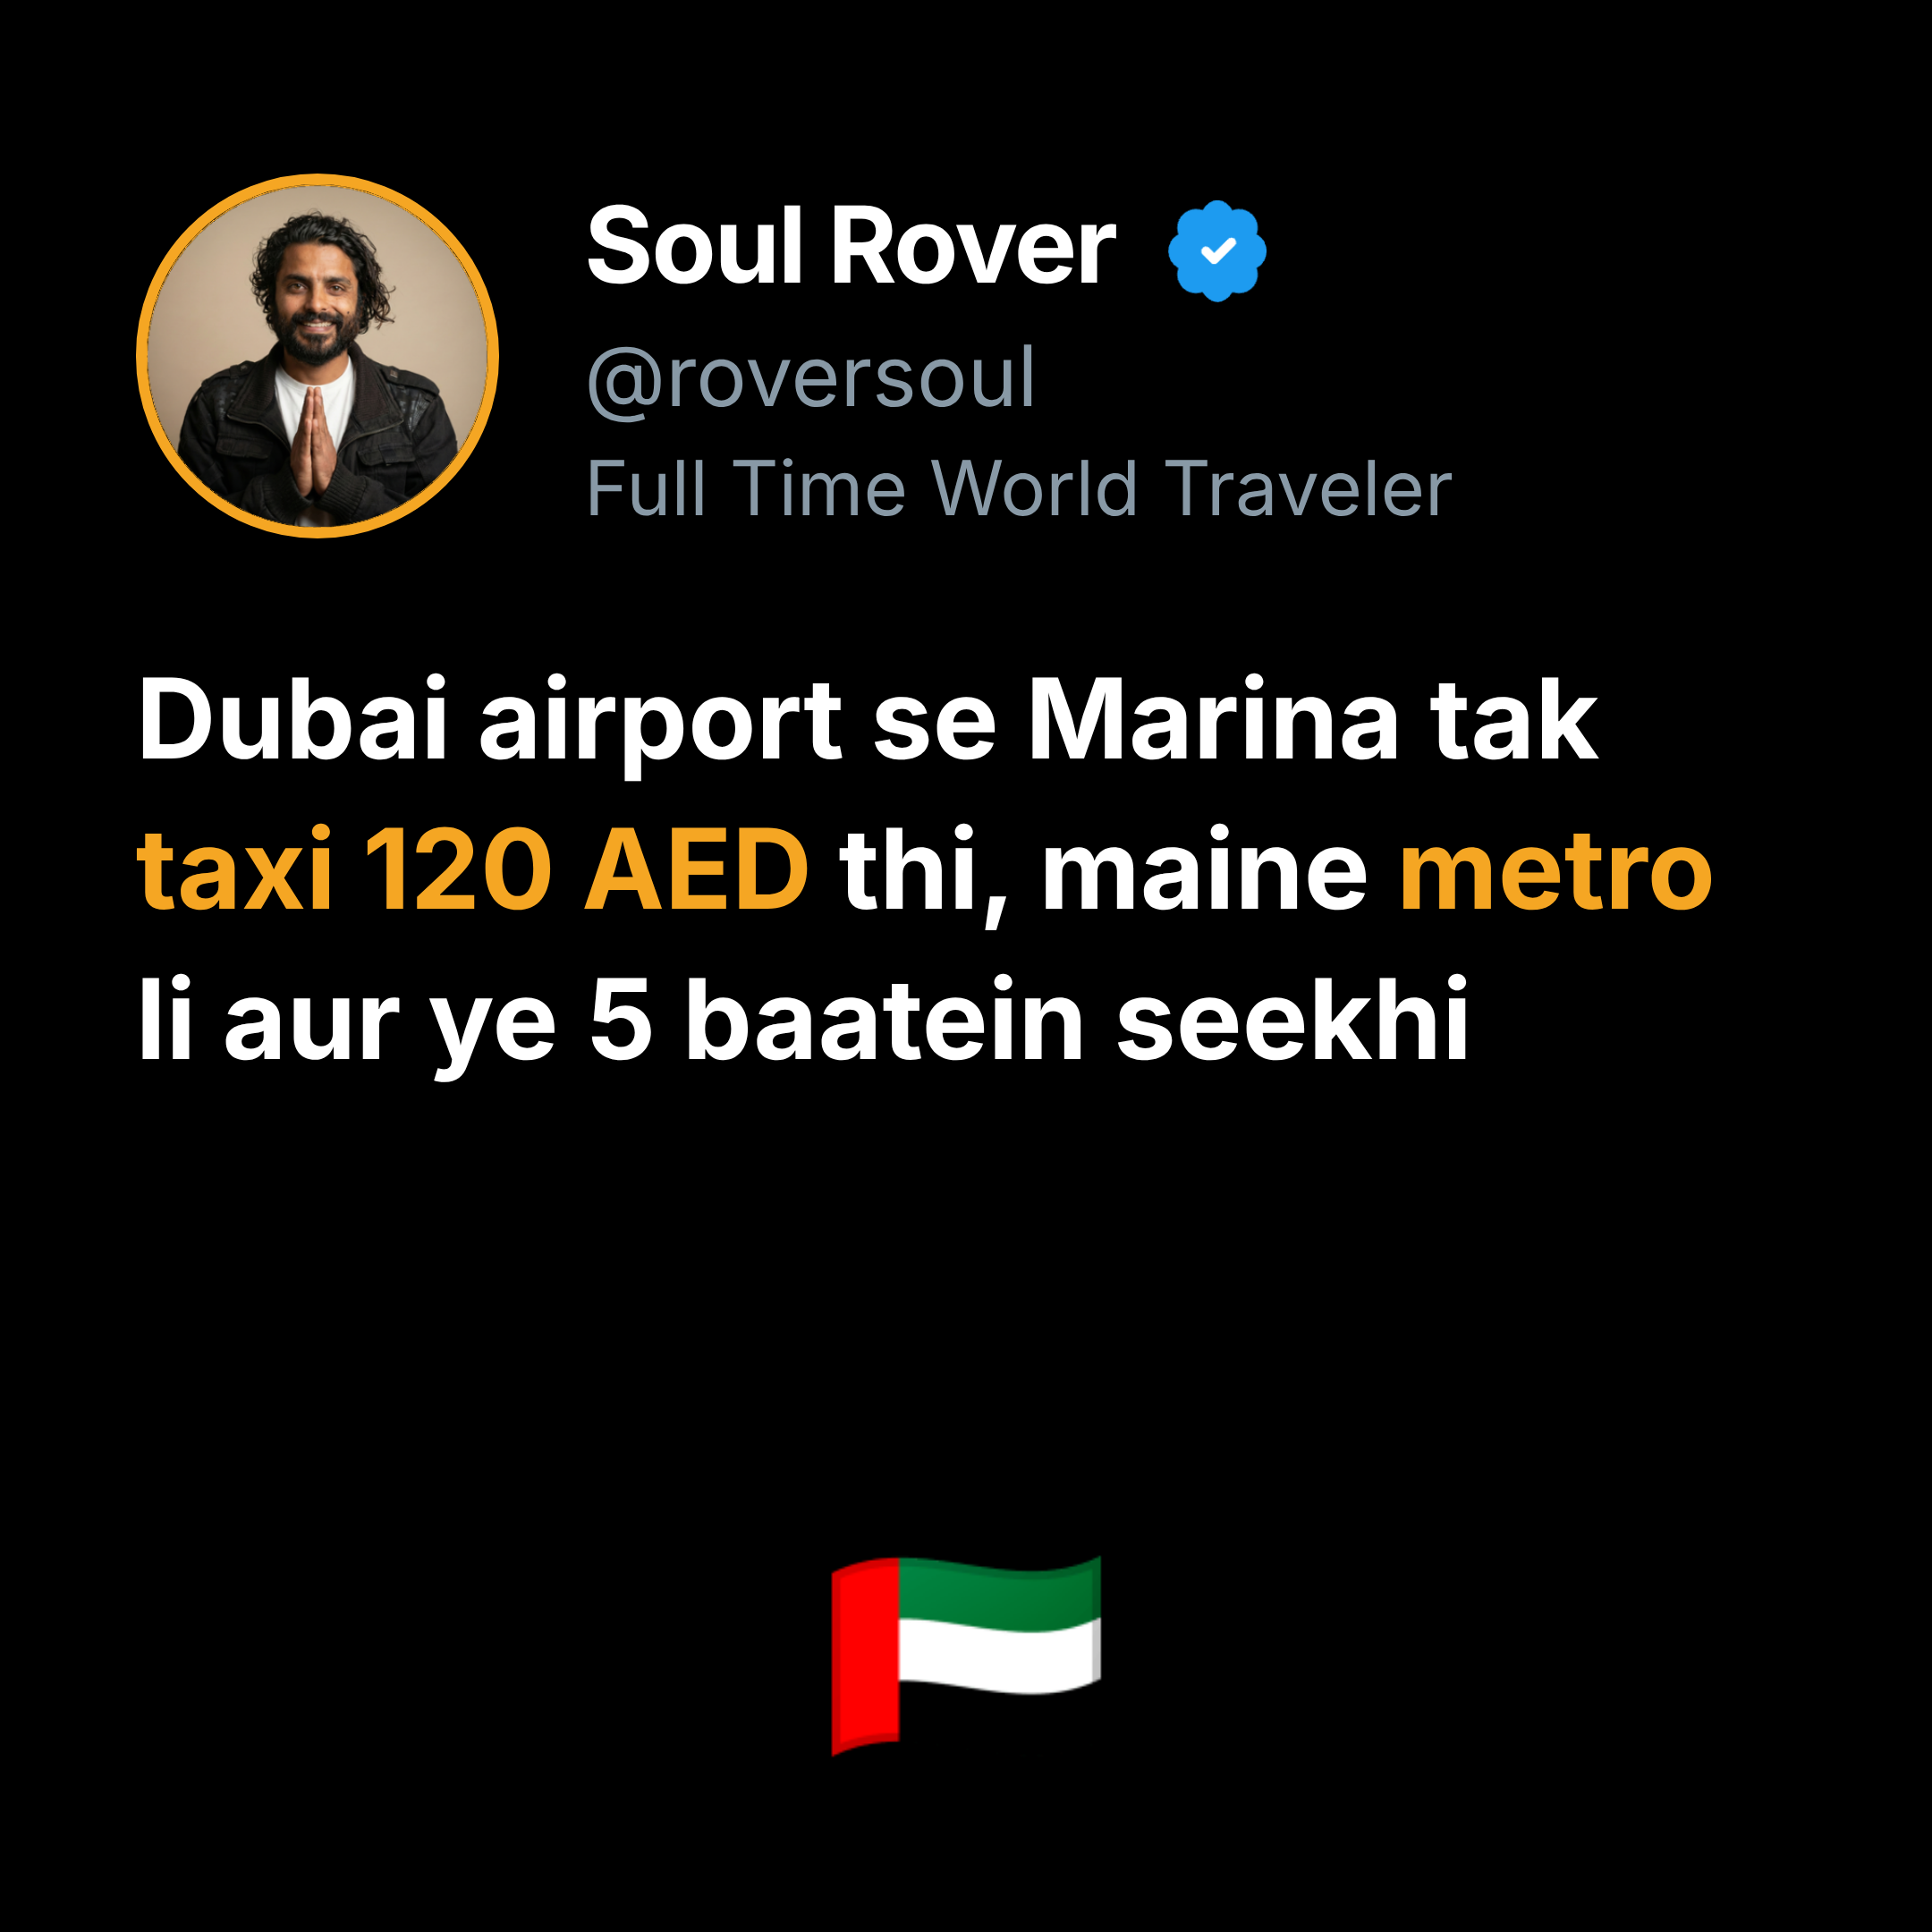 Soul Rover
@roversoul
Full Time World Traveler
Dubai airport se Marina tak
taxi 120 AED thi, maine metro
li aur ye 5 baatein seekhi